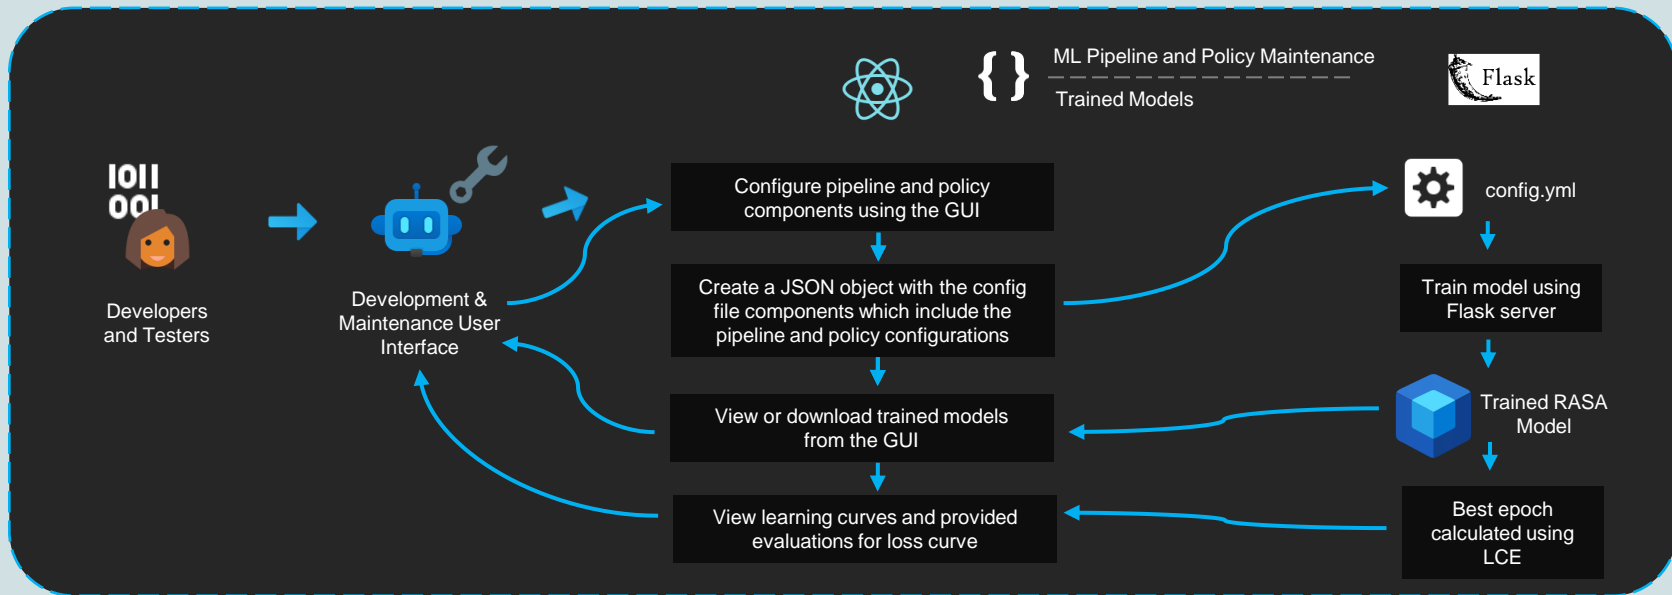 ML Pipeline and Policy Maintenance
Trained Models
Flask
IOII
OOI
Developers
and Testers
Development &
Maintenance User
Interface
Configure pipeline and policy
components using the GUI
Create a JSON object with the config
file components which include the
pipeline and policy configurations
View or download trained models
from the GUI
View learning curves and provided
evaluations for loss curve
config.yml
Train model using
Flask server
Trained RASA
Model
Best epoch
calculated using
LCE